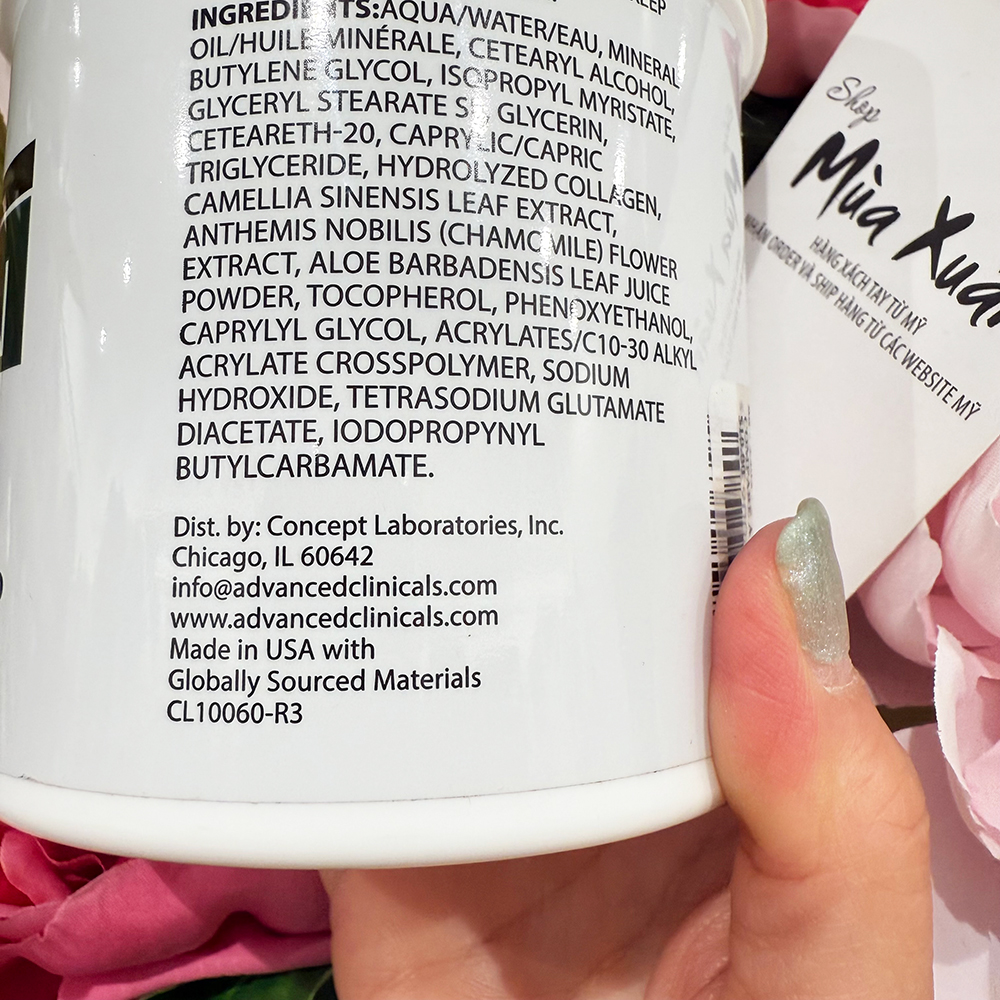 INGREDIENTS:AQUA/WATER/EAU, MINERAL
OIL/HUILE MINÉRALE, CETEARYL ALCOHOL,
BUTYLENE GLYCOL, ISOPROPYL MYRISTATE,
GLYCERYL STEARATE SE, GLYCERIN,
CETEARETH-20, CAPRYLIC/CAPRIC
TRIGLYCERIDE, HYDROLYZED COLLAGEN,
CAMELLIA SINENSIS LEAF EXTRACT,
ANTHEMIS NOBILIS (CHAMOMILE) FLOWER
EXTRACT, ALOE BARBADENSIS LEAF JUICE
POWDER, TOCOPHEROL, PHENOXYETHANOL,
CAPRYLYL GLYCOL, ACRYLATES/C10-30 ALKYL
ACRYLATE CROSSPOLYMER, SODIUM
HYDROXIDE, TETRASODIUM GLUTAMATE
DIACETATE, IODOPROPYNYL
BUTYLCARBAMATE.
Dist. by: Concept Laboratories, Inc.
Chicago, IL 60642
info@advancedclinicals.com
www.advancedclinicals.com
Made in USA with
Globally Sourced Materials
CL10060-R3
Shop
Mùa
HÀNG XÁCH TAY TỪ MỸ
NHẬN ORDER VÀ SHIP HÀNG TỪ CÁC WEBSITE MỸ